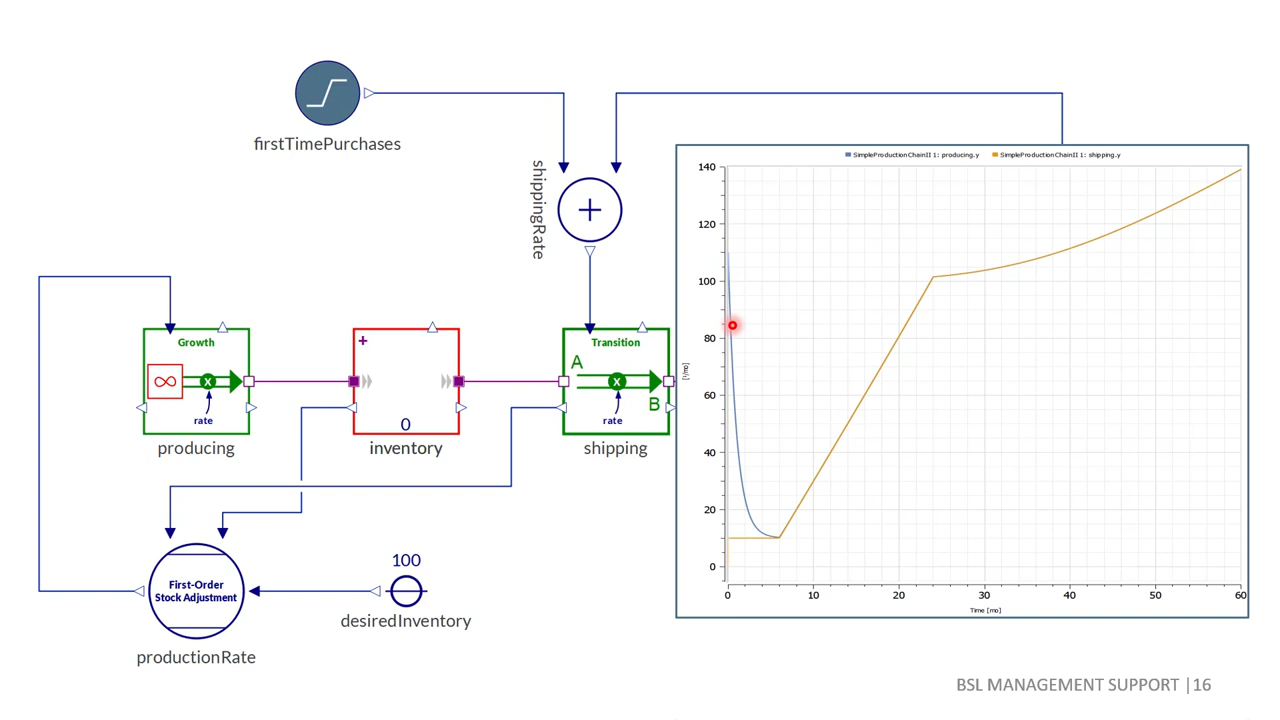 firstTimePurchases
shippingRate
+
Growth
∞
x
rate
producing
+
0
inventory
Transition
A
x
B
rate
shipping
First-Order
Stock Adjustment
productionRate
100
desiredInventory
SimpleProductionChainII 1: producing.y
SimpleProductionChainII 1: shipping.y
140
120
100
80
60
40
20
0
[1/mo]
0 10 20 30 40 50 60
Time [mo]
BSL MANAGEMENT SUPPORT |16